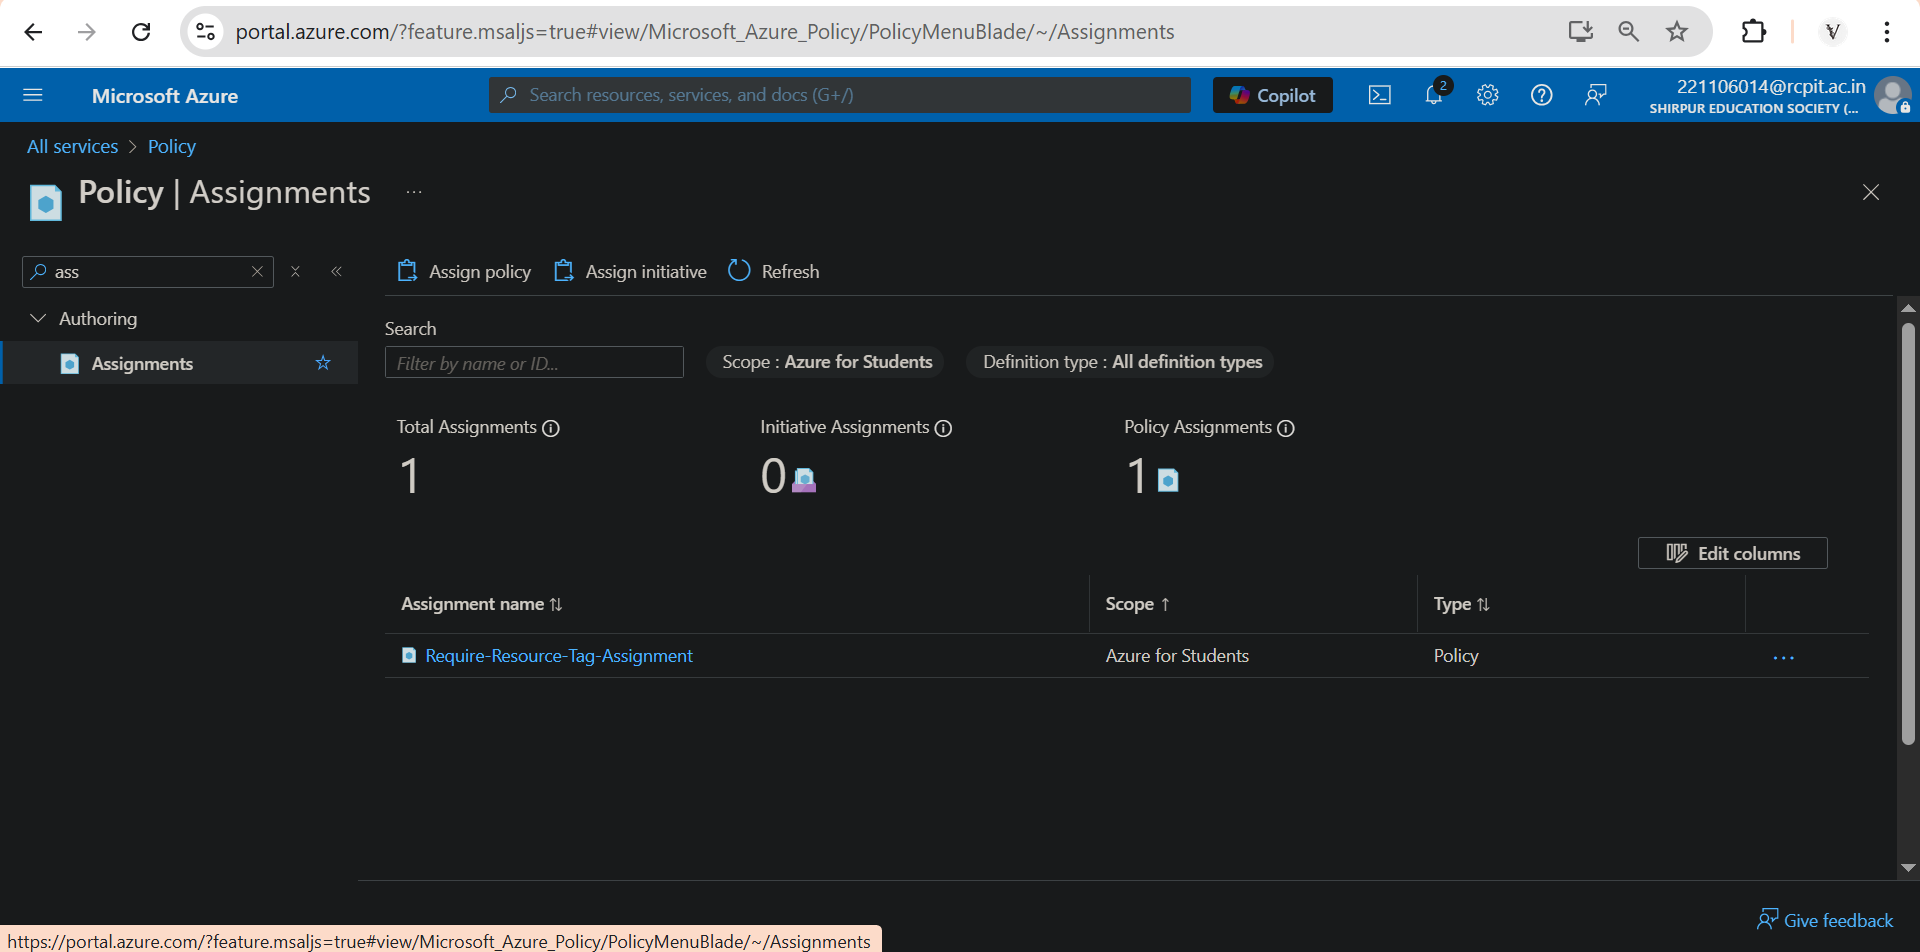 portal.azure.com/?feature.msaljs=true#view/Microsoft_Azure_Policy/PolicyMenuBlade/~/Assignments
Microsoft Azure
Search resources, services, and docs (G+/)
Copilot
2
221106014@rcpit.ac.in
SHIRPUR EDUCATION SOCIETY (...
All services > Policy
Policy | Assignments ...
ass
Assign policy
Assign initiative
Refresh
Authoring
Assignments
Search
Filter by name or ID...
Scope : Azure for Students
Definition type : All definition types
Total Assignments
Initiative Assignments
Policy Assignments
1
0
1
Edit columns
Assignment name
Scope
Type
Require-Resource-Tag-Assignment
Azure for Students
Policy
...
Give feedback
https://portal.azure.com/?feature.msaljs=true#view/Microsoft_Azure_Policy/PolicyMenuBlade/~/Assignments